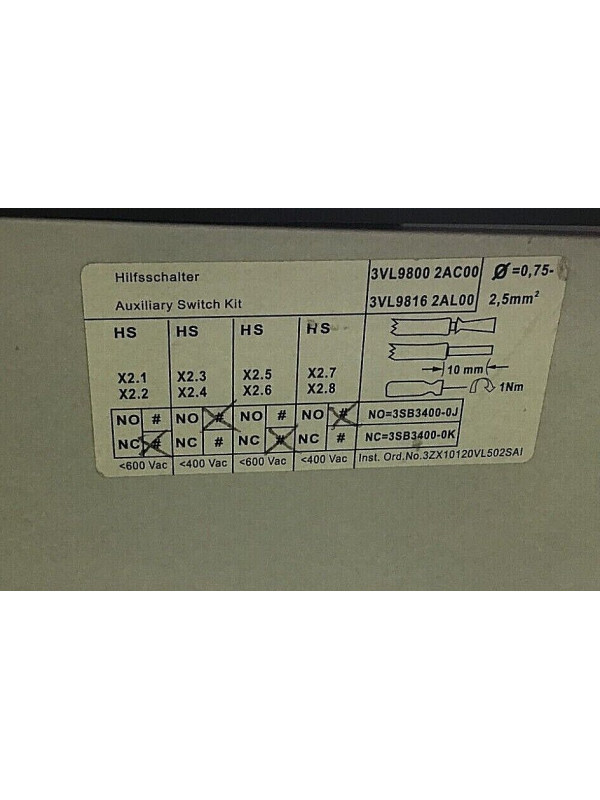 Hilfsschalter 3VL9800 2AC00 Ø=0,75-
Auxiliary Switch Kit 3VL9816 2AL00 2,5mm²
HS HS HS HS
X2.1 X2.3 X2.5 X2.7
X2.2 X2.4 X2.6 X2.8
10 mm
1Nm
NO # NO # NO # NO # NO=3SB3400-0J
NC # NC # NC # NC # NC=3SB3400-0K
<600 Vac <400 Vac <600 Vac <400 Vac Inst. Ord.No.3ZX10120VL502SAI